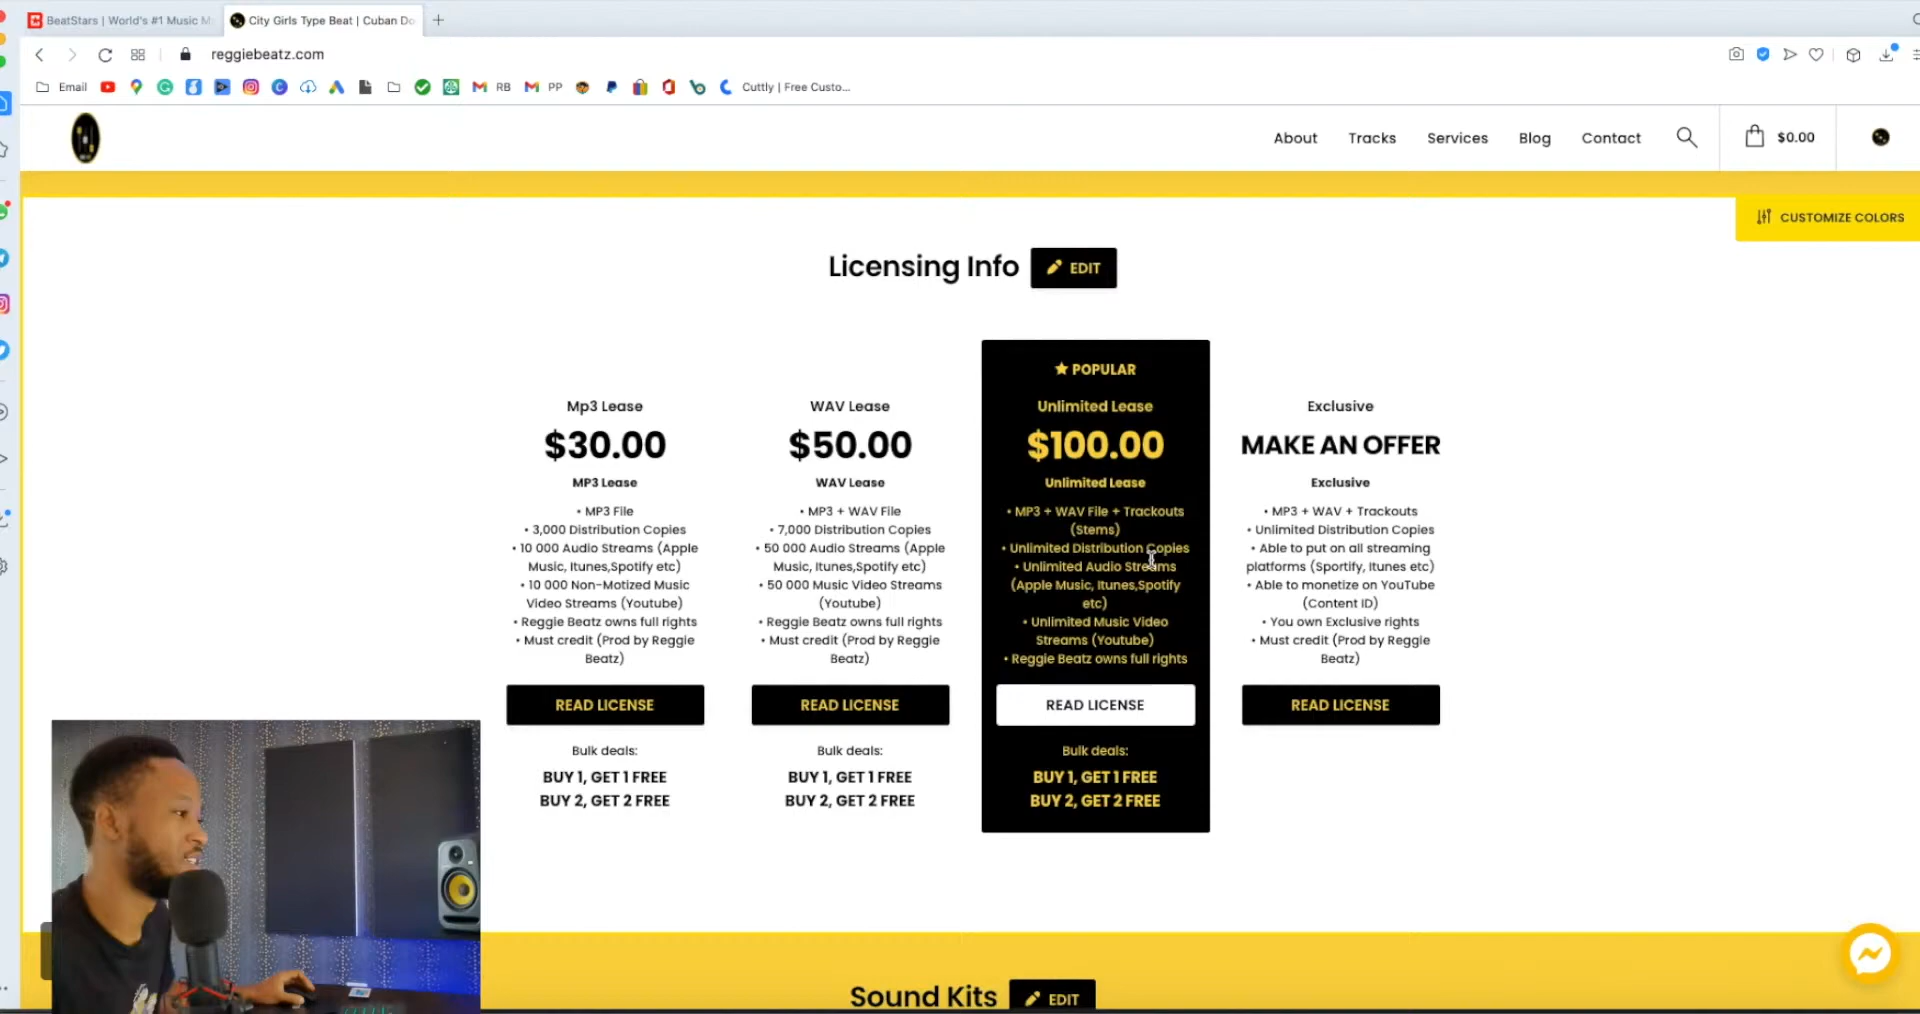 BeatStars | World's #1 Music M
City Girls Type Beat | Cuban Do
reggiebeatz.com
Email
RB
PP
Cuttly | Free Custo...
About
Tracks
Services
Blog
Contact
$0.00
CUSTOMIZE COLORS
Licensing Info
EDIT
Mp3 Lease
$30.00
MP3 Lease
• MP3 File
• 3,000 Distribution Copies
• 10 000 Audio Streams (Apple
Music, Itunes,Spotify etc)
• 10 000 Non-Motized Music
Video Streams (Youtube)
• Reggie Beatz owns full rights
• Must credit (Prod by Reggie
Beatz)
READ LICENSE
Bulk deals:
BUY 1, GET 1 FREE
BUY 2, GET 2 FREE
WAV Lease
$50.00
WAV Lease
• MP3 + WAV File
• 7,000 Distribution Copies
• 50 000 Audio Streams (Apple
Music, Itunes,Spotify etc)
• 50 000 Music Video Streams
(Youtube)
• Reggie Beatz owns full rights
• Must credit (Prod by Reggie
Beatz)
READ LICENSE
Bulk deals:
BUY 1, GET 1 FREE
BUY 2, GET 2 FREE
POPULAR
Unlimited Lease
$100.00
Unlimited Lease
• MP3 + WAV File + Trackouts
(Stems)
• Unlimited Distribution Copies
• Unlimited Audio Streams
(Apple Music, Itunes,Spotify
etc)
• Unlimited Music Video
Streams (Youtube)
• Reggie Beatz owns full rights
READ LICENSE
Bulk deals:
BUY 1, GET 1 FREE
BUY 2, GET 2 FREE
Exclusive
MAKE AN OFFER
Exclusive
• MP3 + WAV + Trackouts
• Unlimited Distribution Copies
• Able to put on all streaming
platforms (Sportify, Itunes etc)
• Able to monetize on YouTube
(Content ID)
• You own Exclusive rights
• Must credit (Prod by Reggie
Beatz)
READ LICENSE
Sound Kits
EDIT